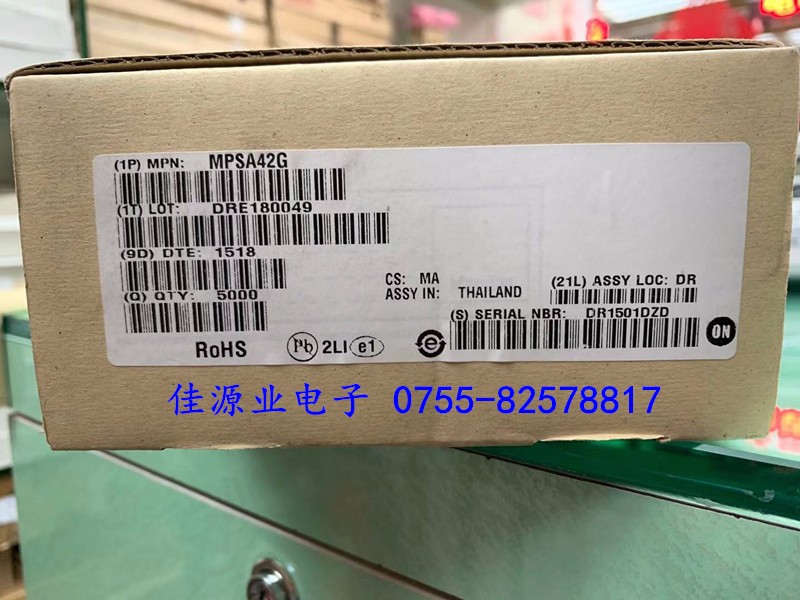 (1P) MPN: MPSA42G
(1T) LOT: DRE180049
(9D) DTE: 1518
(Q) QTY: 5000
CS: MA
ASSY IN: THAILAND
(21L) ASSY LOC: DR
(S) SERIAL NBR: DR1501DZD
RoHS Pb 2LI e1 e ON
佳源业电子 0755-82578817